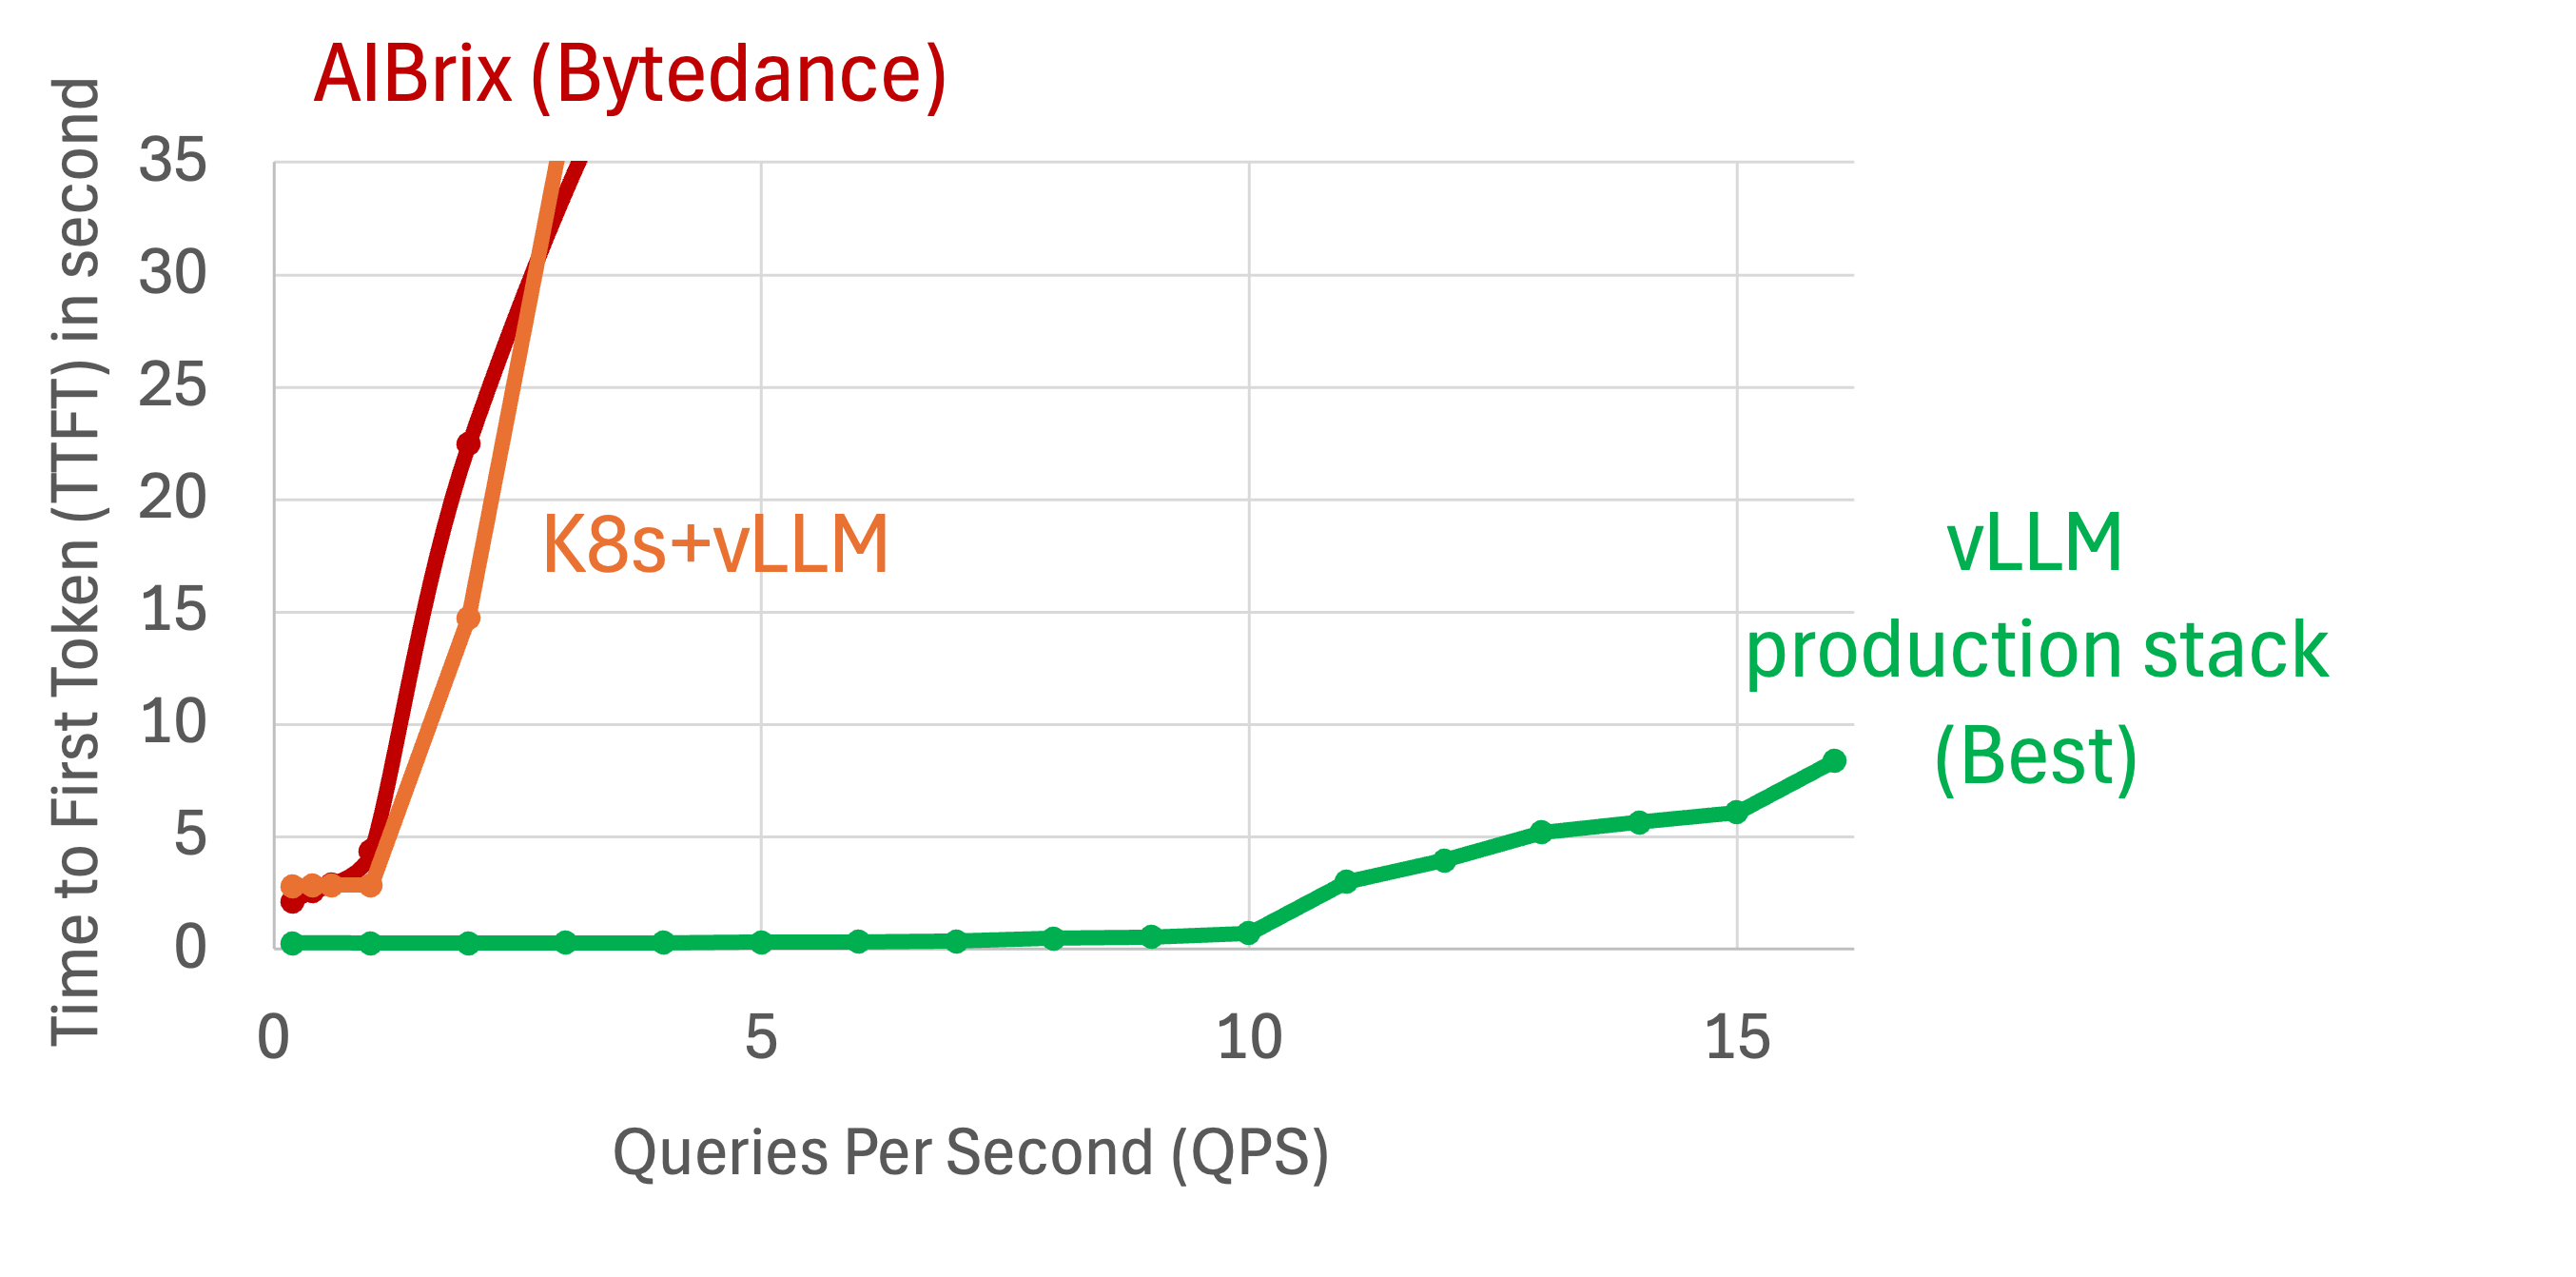 AIBrix (Bytedance)
Time to First Token (TTFT) in second
35
30
25
20
15
10
5
0
K8s+vLLM
vLLM
production stack
(Best)
0
5
10
15
Queries Per Second (QPS)